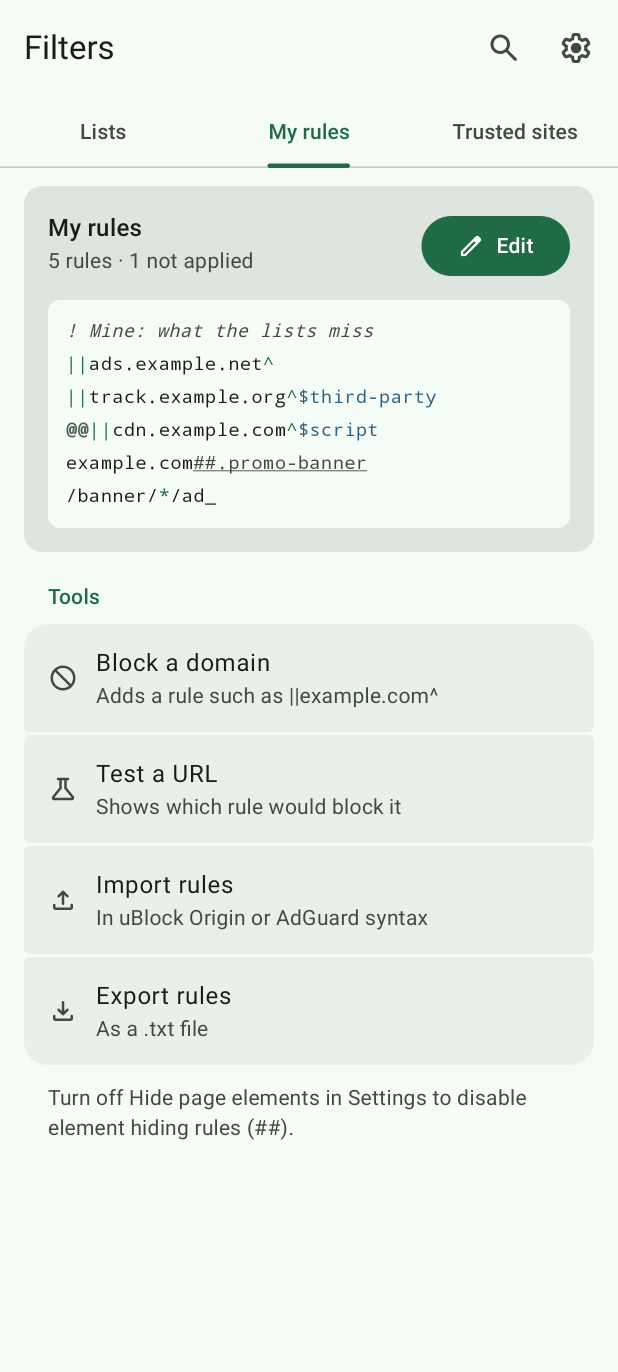 Filters
Lists
My rules
Trusted sites
My rules
5 rules · 1 not applied
Edit
! Mine: what the lists miss
||ads.example.net^
||track.example.org^$third-party
@@||cdn.example.com^$script
example.com##.promo-banner
/banner/*/ad_
Tools
Block a domain
Adds a rule such as ||example.com^
Test a URL
Shows which rule would block it
Import rules
In uBlock Origin or AdGuard syntax
Export rules
As a .txt file
Turn off Hide page elements in Settings to disable
element hiding rules (##).